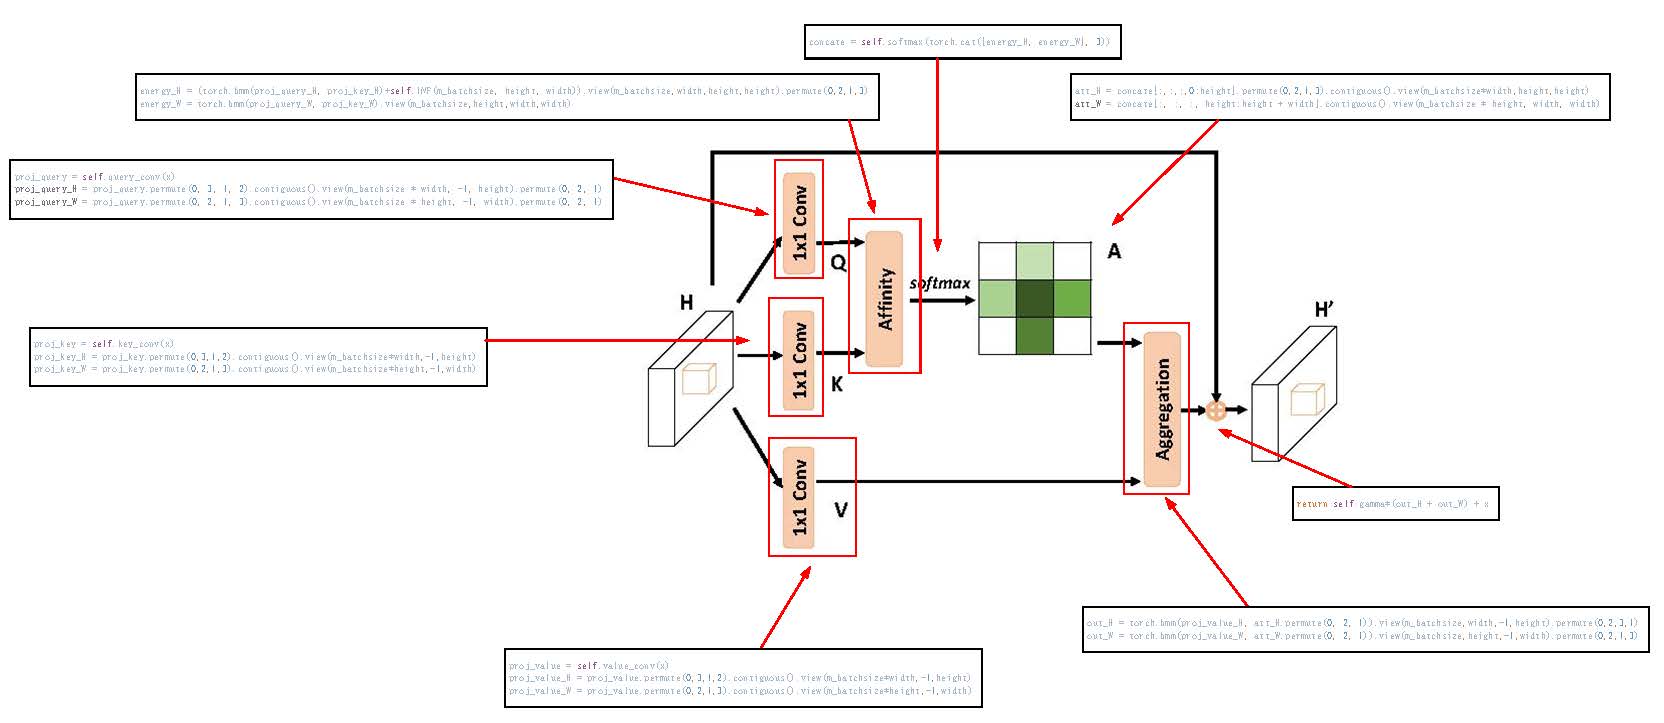 concate = self.softmax(torch.cat([energy_H, energy_W], 3))
energy_H = (torch.bmm(proj_query_H, proj_key_H)+self.INF(m_batchsize, height, width)).view(m_batchsize,width,height,height).permute(0,2,1,3)
energy_W = torch.bmm(proj_query_W, proj_key_W).view(m_batchsize,height,width,width)
att_H = concate[:,:,:,0:height].permute(0,2,1,3).contiguous().view(m_batchsize*width,height,height)
att_W = concate[:, :, :, height:height + width].contiguous().view(m_batchsize * height, width, width)
proj_query = self.query_conv(x)
proj_query_H = proj_query.permute(0, 3, 1, 2).contiguous().view(m_batchsize * width, -1, height).permute(0, 2, 1)
proj_query_W = proj_query.permute(0, 2, 1, 3).contiguous().view(m_batchsize * height, -1, width).permute(0, 2, 1)
1x1 Conv
Q
Affinity
softmax
A
H
H’
proj_key = self.key_conv(x)
proj_key_H = proj_key.permute(0,3,1,2).contiguous().view(m_batchsize*width,-1,height)
proj_key_W = proj_key.permute(0,2,1,3).contiguous().view(m_batchsize*height,-1,width)
1x1 Conv
K
Aggregation
1x1 Conv
V
return self gamma*(out_H + out_W) + x
out_H = torch.bmm(proj_value_H, att_H.permute(0, 2, 1)).view(m_batchsize,width,-1,height).permute(0,2,3,1)
out_W = torch.bmm(proj_value_W, att_W.permute(0, 2, 1)).view(m_batchsize,height,-1,width).permute(0,2,1,3)
proj_value = self.value_conv(x)
proj_value_H = proj_value.permute(0,3,1,2).contiguous().view(m_batchsize*width,-1,height)
proj_value_W = proj_value.permute(0,2,1,3).contiguous().view(m_batchsize*height,-1,width)